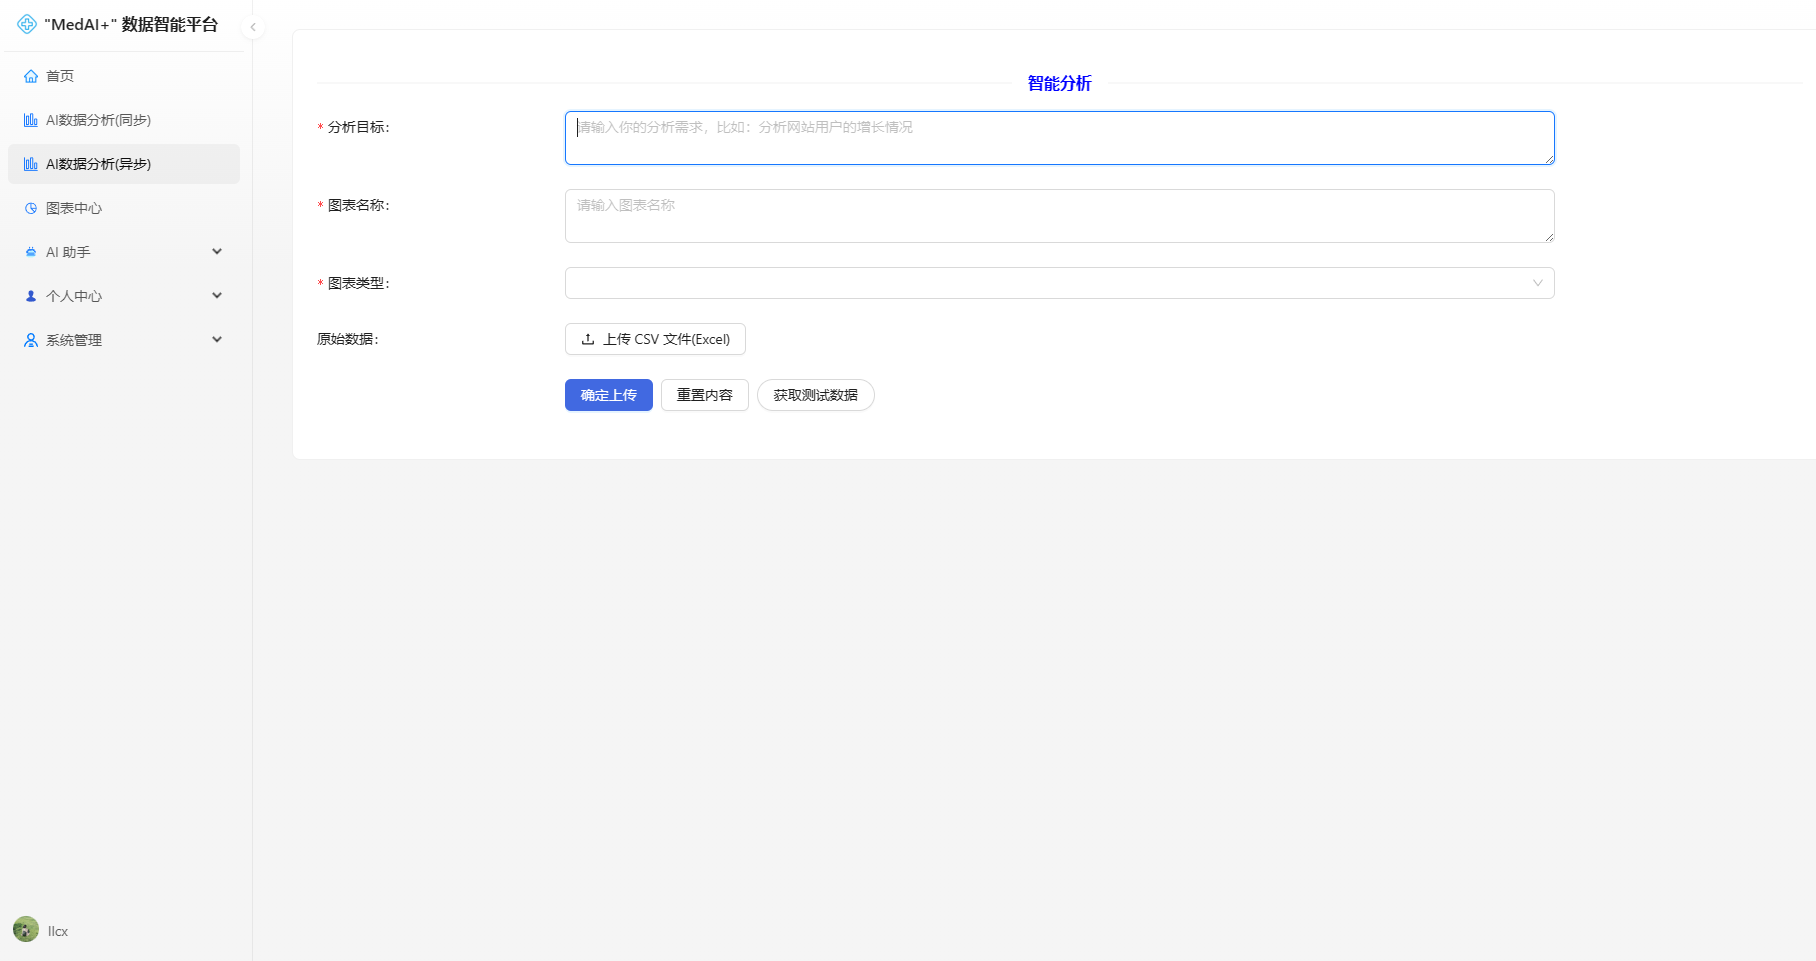 "MedAI+" 数据智能平台
首页
AI数据分析(同步)
AI数据分析(异步)
图表中心
AI 助手
个人中心
系统管理
llcx
智能分析
* 分析目标:
请输入你的分析需求，比如：分析网站用户的增长情况
* 图表名称:
请输入图表名称
* 图表类型:
原始数据:
上传 CSV 文件(Excel)
确定上传
重置内容
获取测试数据